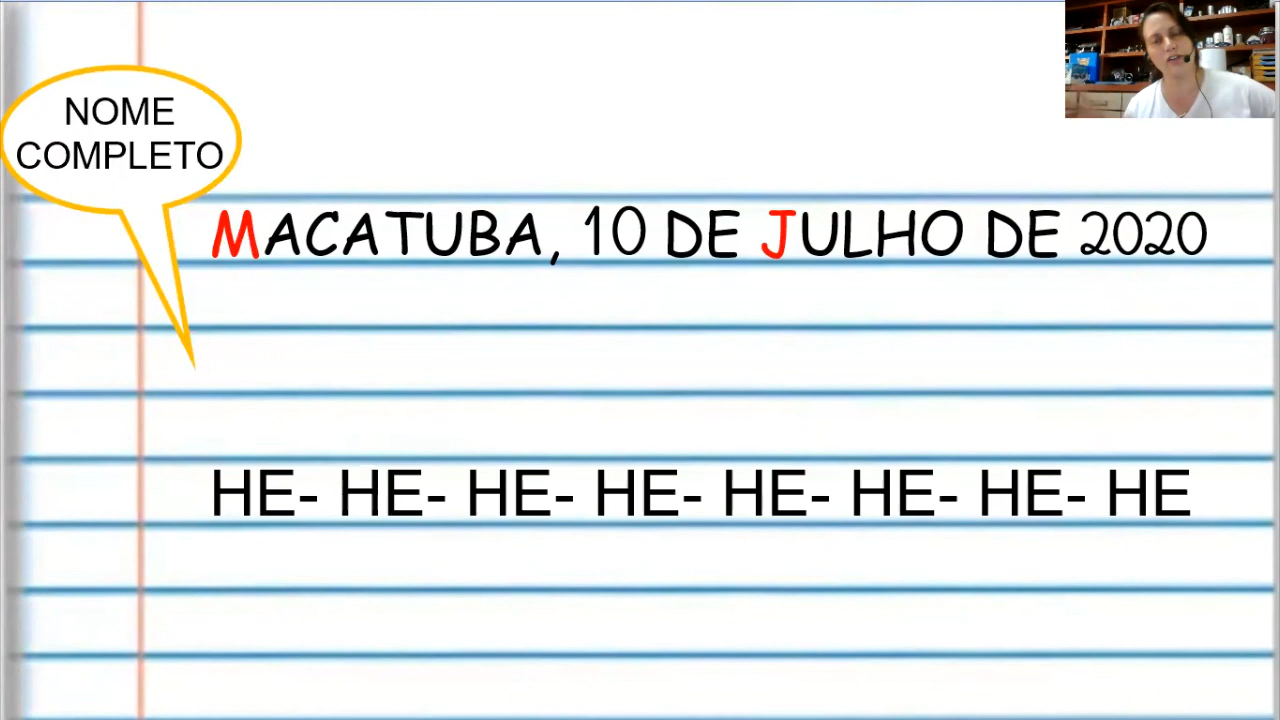 NOME
COMPLETO
MACATUBA, 10 DE JULHO DE 2020
HE- HE- HE- HE- HE- HE- HE- HE